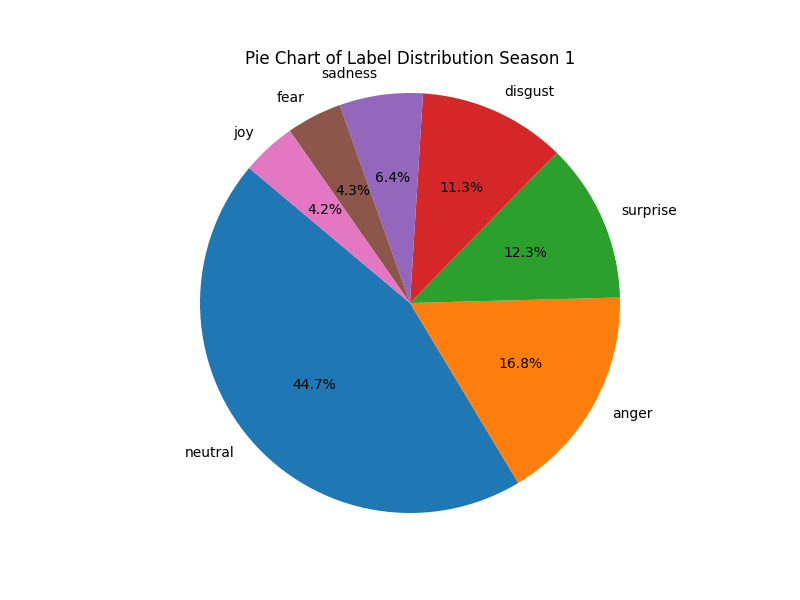 Pie Chart of Label Distribution Season 1
sadness
disgust
fear
joy
6.4%
11.3%
4.3%
4.2%
surprise
12.3%
16.8%
44.7%
anger
neutral